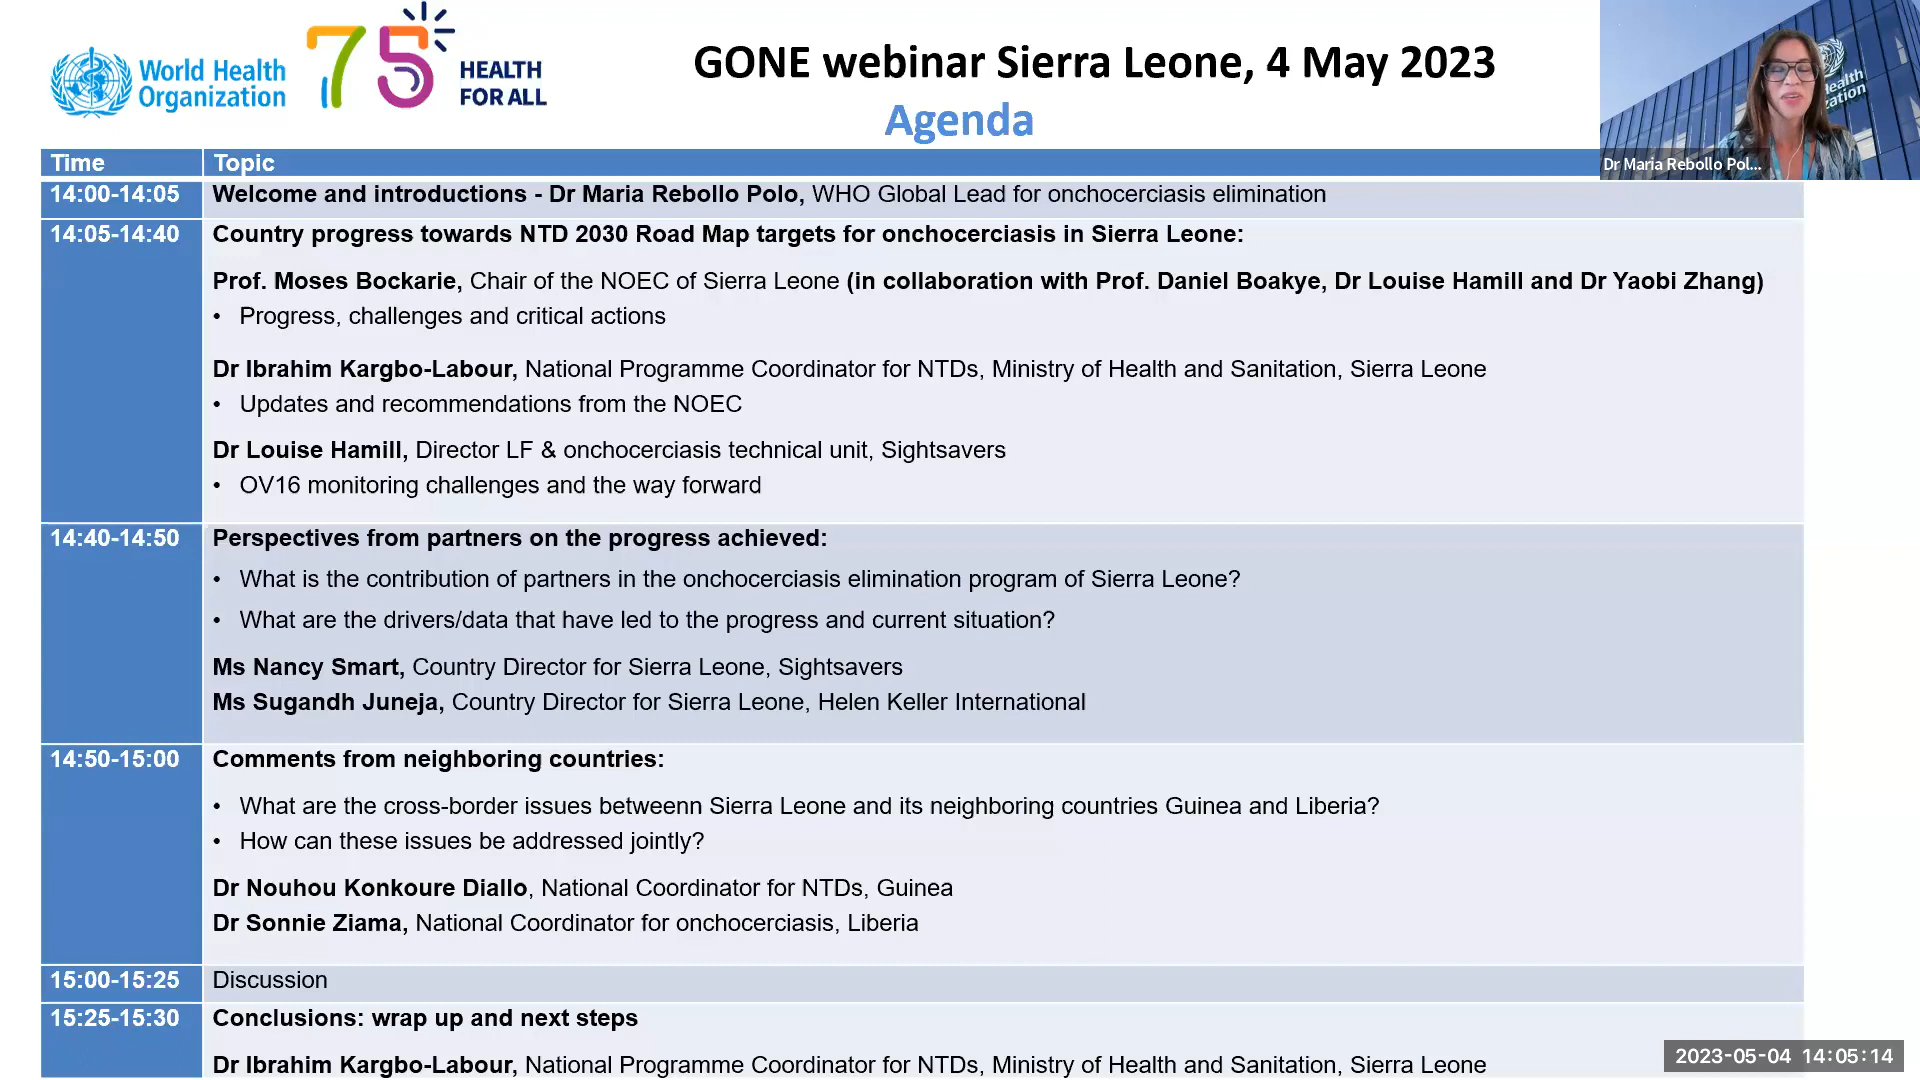 World Health
Organization
75
HEALTH
FOR ALL
GONE webinar Sierra Leone, 4 May 2023
Agenda
Health
Organization
Dr Maria Rebollo Pol...
Time Topic
14:00-14:05 Welcome and introductions - Dr Maria Rebollo Polo, WHO Global Lead for onchocerciasis elimination
14:05-14:40 Country progress towards NTD 2030 Road Map targets for onchocerciasis in Sierra Leone:
Prof. Moses Bockarie, Chair of the NOEC of Sierra Leone (in collaboration with Prof. Daniel Boakye, Dr Louise Hamill and Dr Yaobi Zhang)
• Progress, challenges and critical actions
Dr Ibrahim Kargbo-Labour, National Programme Coordinator for NTDs, Ministry of Health and Sanitation, Sierra Leone
• Updates and recommendations from the NOEC
Dr Louise Hamill, Director LF & onchocerciasis technical unit, Sightsavers
• OV16 monitoring challenges and the way forward
14:40-14:50 Perspectives from partners on the progress achieved:
• What is the contribution of partners in the onchocerciasis elimination program of Sierra Leone?
• What are the drivers/data that have led to the progress and current situation?
Ms Nancy Smart, Country Director for Sierra Leone, Sightsavers
Ms Sugandh Juneja, Country Director for Sierra Leone, Helen Keller International
14:50-15:00 Comments from neighboring countries:
• What are the cross-border issues betweenn Sierra Leone and its neighboring countries Guinea and Liberia?
• How can these issues be addressed jointly?
Dr Nouhou Konkoure Diallo, National Coordinator for NTDs, Guinea
Dr Sonnie Ziama, National Coordinator for onchocerciasis, Liberia
15:00-15:25 Discussion
15:25-15:30 Conclusions: wrap up and next steps
Dr Ibrahim Kargbo-Labour, National Programme Coordinator for NTDs, Ministry of Health and Sanitation, Sierra Leone
2023-05-04 14:05:14